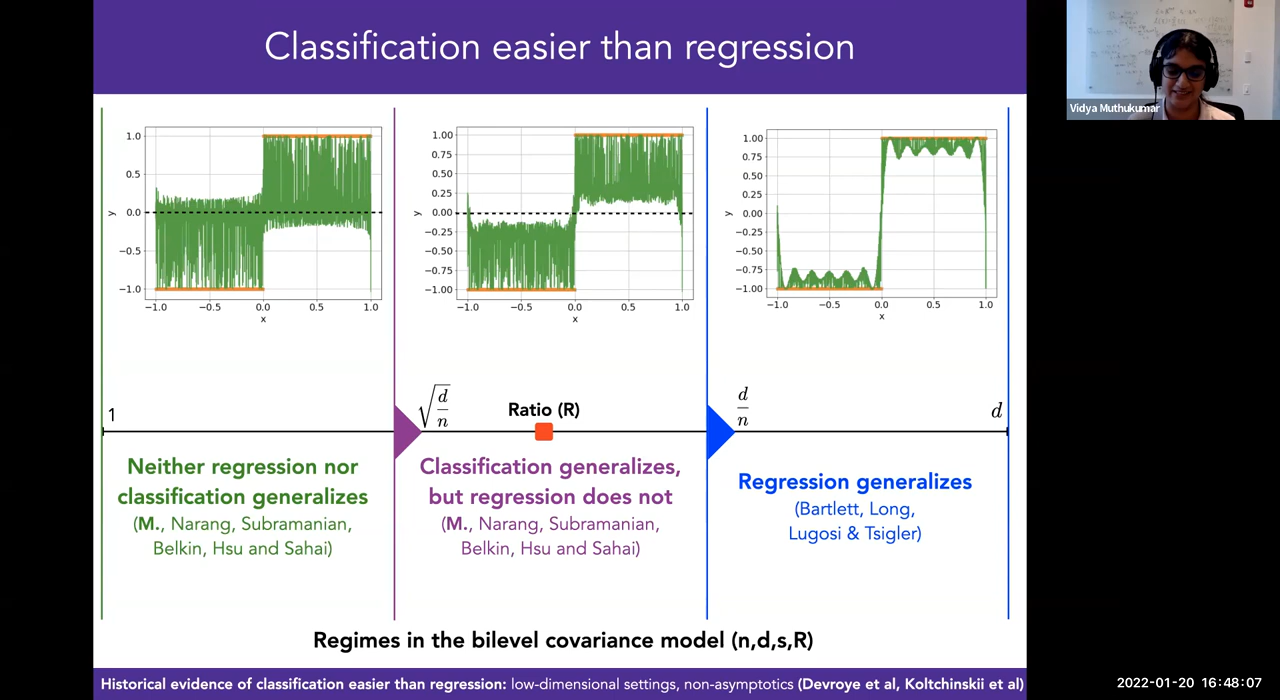 Classification easier than regression
Vidya Muthukumar
1.0
0.5
0.0
−0.5
−1.0
y
−1.0 −0.5 0.0 0.5 1.0
x
1.00
0.75
0.50
0.25
0.00
−0.25
−0.50
−0.75
−1.00
y
−1.0 −0.5 0.0 0.5 1.0
x
1.00
0.75
0.50
0.25
0.00
−0.25
−0.50
−0.75
−1.00
y
−1.0 −0.5 0.0 0.5 1.0
x
1
√(d/n)
Ratio (R)
d/n
d
Neither regression nor
classification generalizes
(M., Narang, Subramanian,
Belkin, Hsu and Sahai)
Classification generalizes,
but regression does not
(M., Narang, Subramanian,
Belkin, Hsu and Sahai)
Regression generalizes
(Bartlett, Long,
Lugosi & Tsigler)
Regimes in the bilevel covariance model (n,d,s,R)
Historical evidence of classification easier than regression: low-dimensional settings, non-asymptotics (Devroye et al, Koltchinskii et al)
2022-01-20 16:48:07